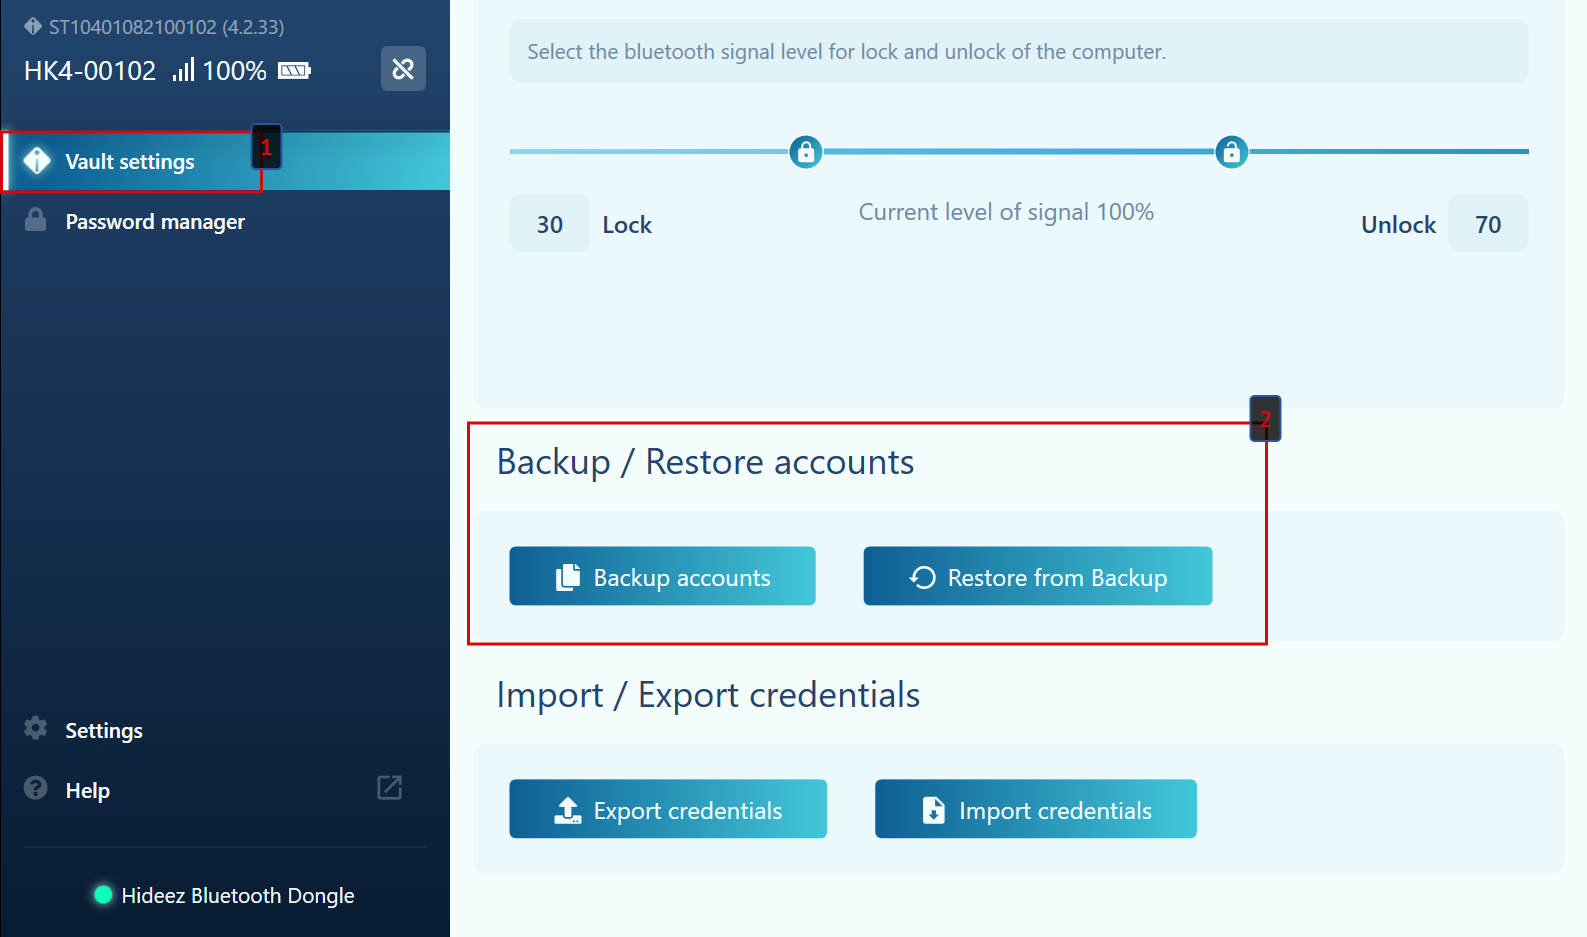 ST10401082100102 (4.2.33)
HK4-00102 100%
1
Vault settings
Password manager
Settings
Help
Hideez Bluetooth Dongle
Select the bluetooth signal level for lock and unlock of the computer.
30 Lock
Current level of signal 100%
Unlock 70
2
Backup / Restore accounts
Backup accounts
Restore from Backup
Import / Export credentials
Export credentials
Import credentials